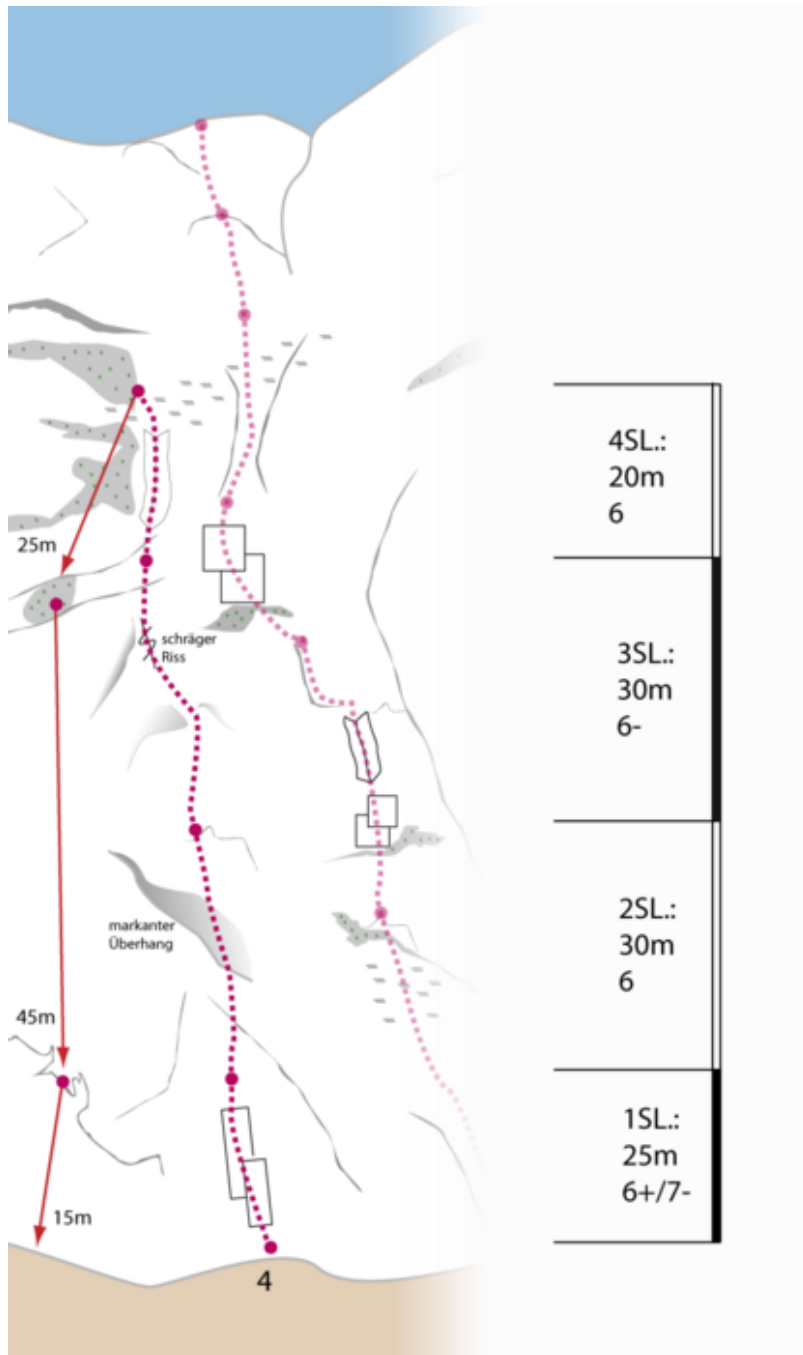 4SL.:
20m
6
25m
schräger
Riss
3SL.:
30m
6-
markanter
Überhang
2SL.:
30m
6
45m
1SL.:
25m
6+/7-
15m
4